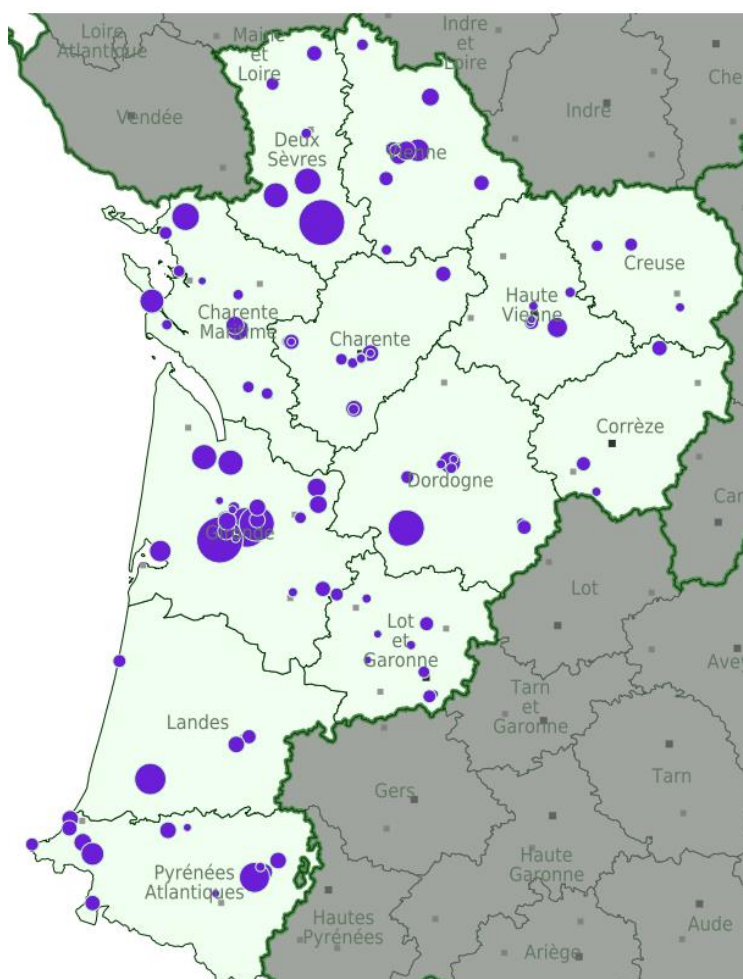 Loire
Atlantique
Maine
et
Loire
Indre
et
Loire
Che
Indre
Vendée
Deux
Sèvres
Vienne
Creuse
Charente
Maritime
Charente
Haute
Vienne
Corrèze
Dordogne
Can
Gironde
Lot
Lot
et
Garonne
Avey
Tarn
et
Garonne
Landes
Tarn
Gers
Haute
Garonne
Pyrénées
Atlantiques
Hautes
Pyrénées
Aude
Ariège